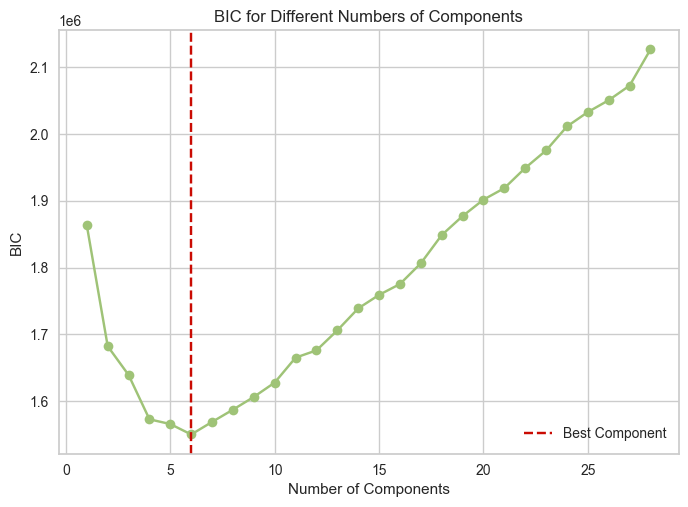 BIC for Different Numbers of Components
1e6
2.1
2.0
1.9
1.8
1.7
1.6
BIC
0 5 10 15 20 25
Number of Components
Best Component